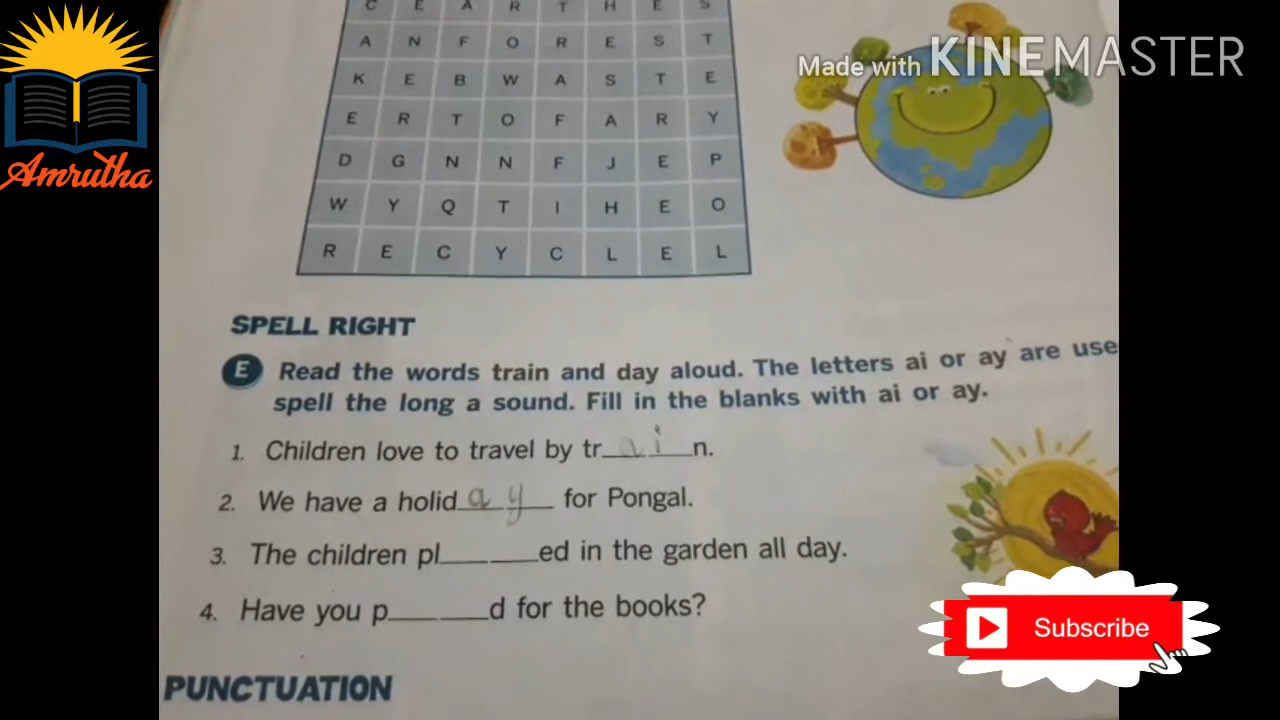 C E A R T H E S
Made with KINEMASTER
A N F O R E S T
K E B W A S T E
E R T O F A R Y
D G N N F J E P
W Y Q T I H E O
R E C Y C L E L
Amrutha
SPELL RIGHT
E Read the words train and day aloud. The letters ai or ay are use
spell the long a sound. Fill in the blanks with ai or ay.
1. Children love to travel by tr ai n.
2. We have a holid ay for Pongal.
3. The children pl______ed in the garden all day.
4. Have you p______d for the books?
Subscribe
PUNCTUATION